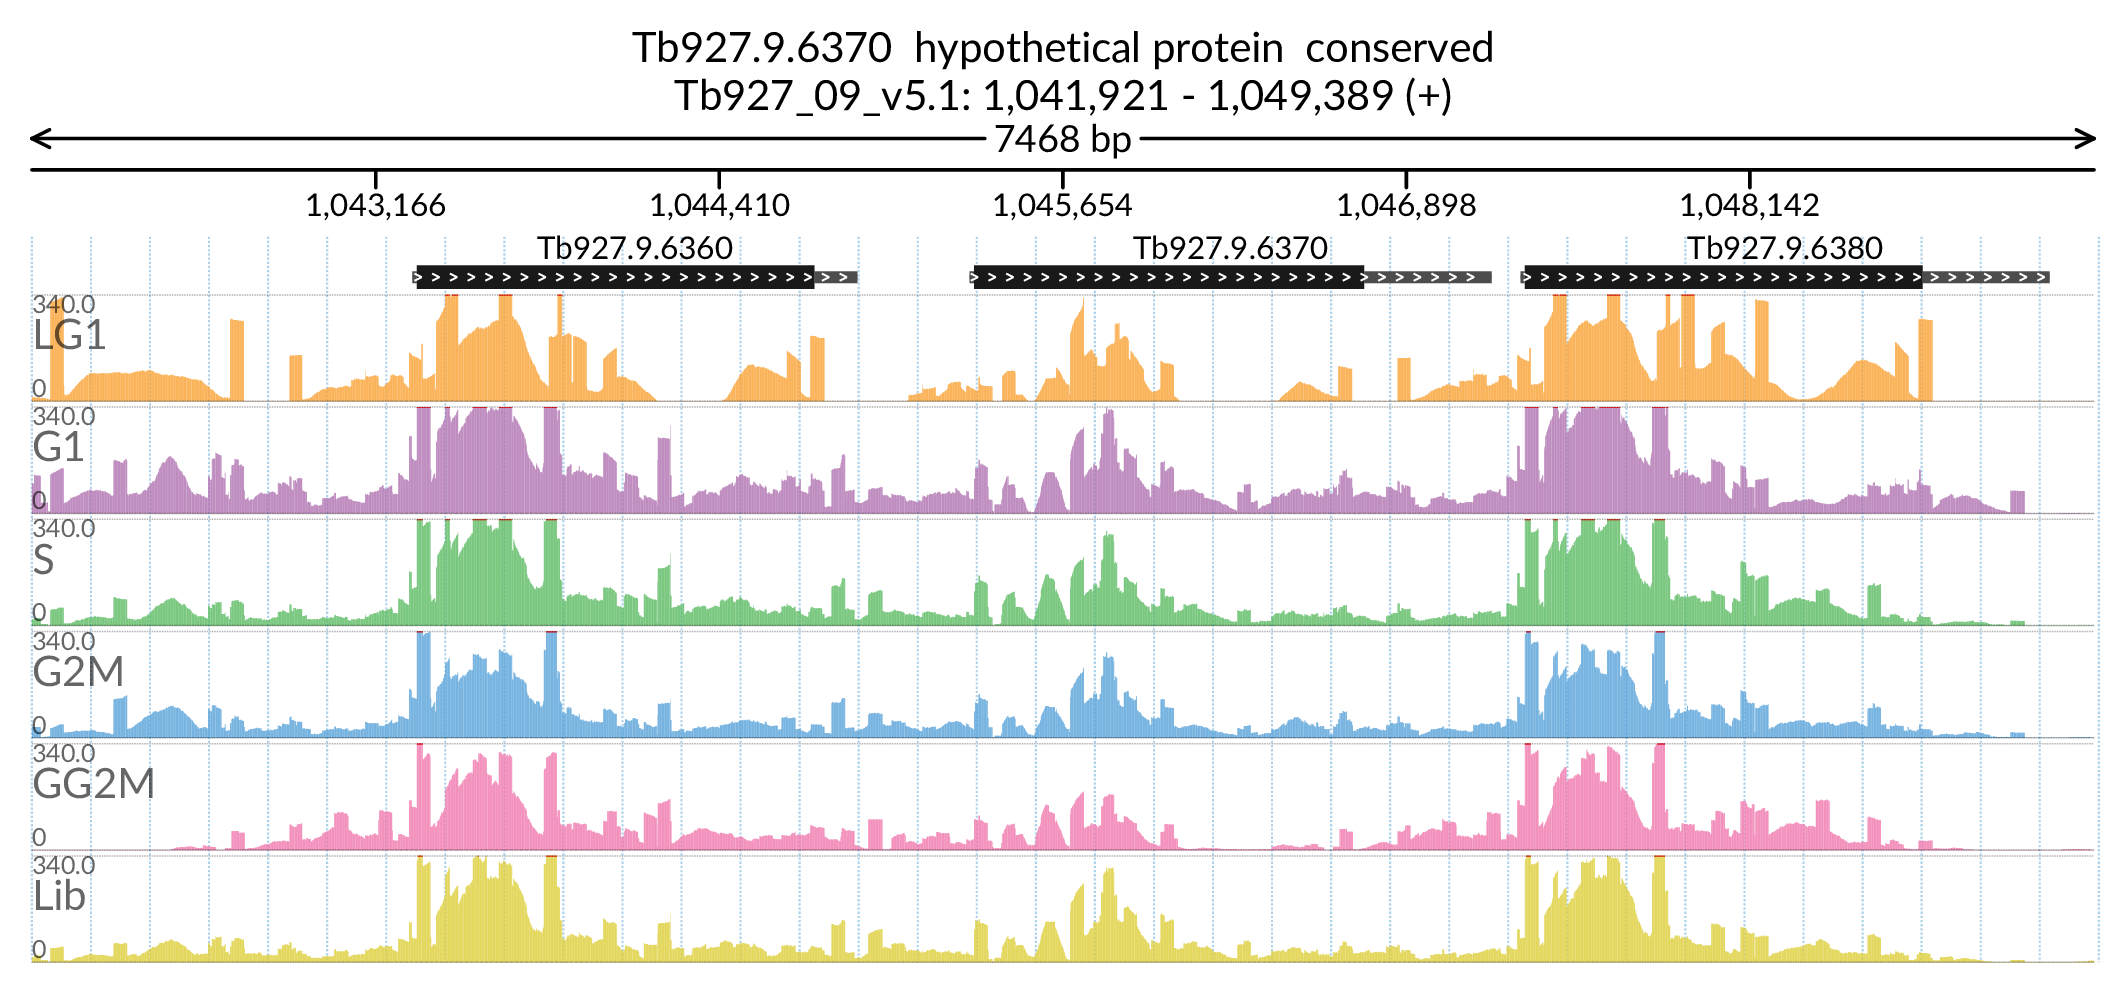 Tb927.9.6370 hypothetical protein conserved
Tb927_09_v5.1: 1,041,921 - 1,049,389 (+)
7468 bp
1,043,166 1,044,410 1,045,654 1,046,898 1,048,142
Tb927.9.6360 Tb927.9.6370 Tb927.9.6380
340.0
LG1
0
340.0
G1
0
340.0
S
0
340.0
G2M
0
340.0
GG2M
0
340.0
Lib
0